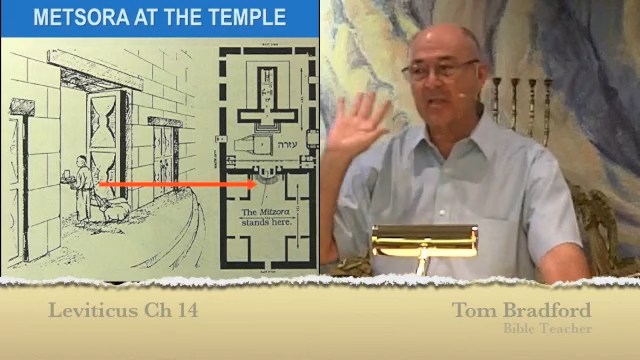 METSORA AT THE TEMPLE
עזרה
The Mitzora
stands here.
Leviticus Ch 14
Tom Bradford
Bible Teacher